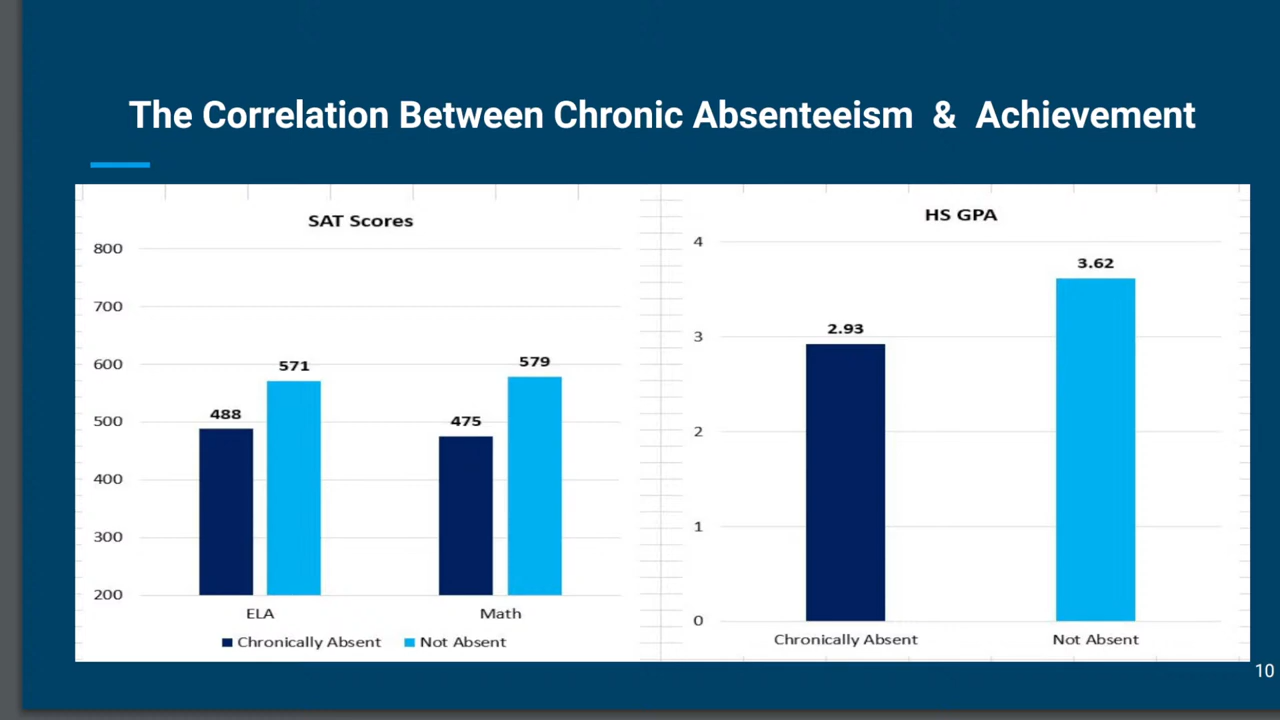 The Correlation Between Chronic Absenteeism & Achievement
SAT Scores
800
700
600
500
400
300
200
488
571
475
579
ELA
Math
Chronically Absent
Not Absent
HS GPA
4
3
2
1
0
2.93
3.62
Chronically Absent
Not Absent
10